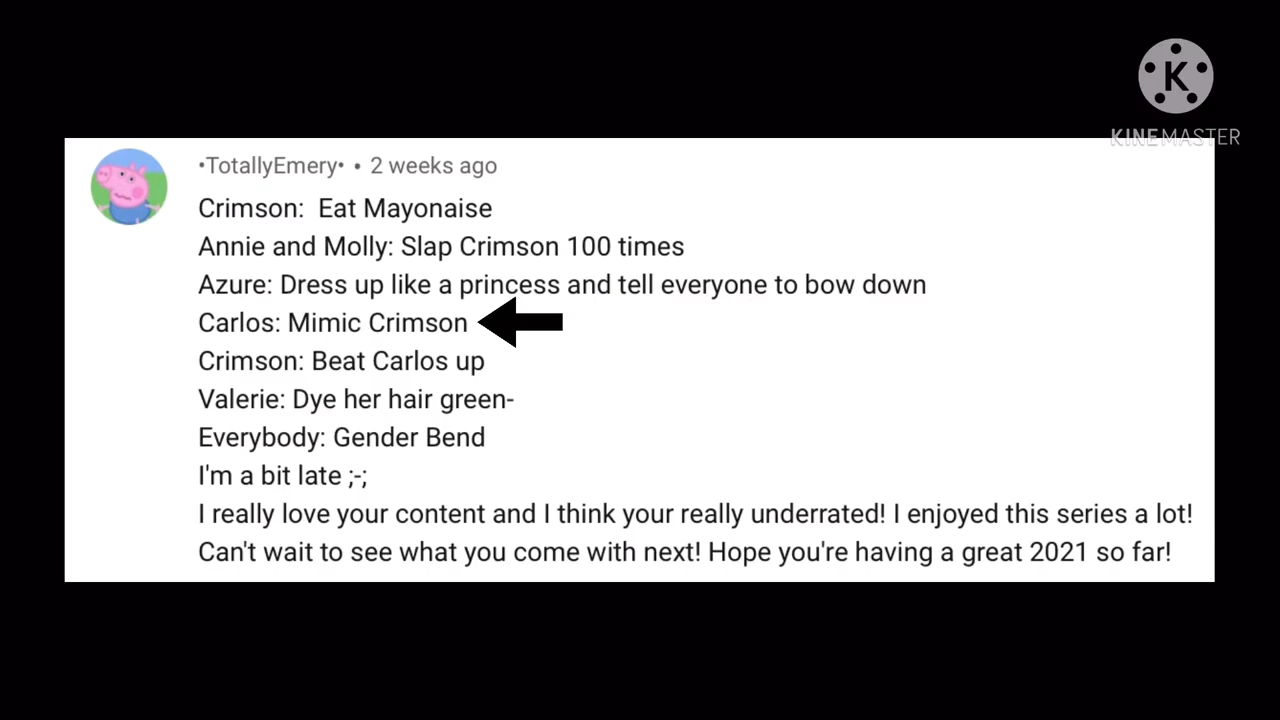 K
KINEMASTER
•TotallyEmery• • 2 weeks ago
Crimson:  Eat Mayonaise
Annie and Molly: Slap Crimson 100 times
Azure: Dress up like a princess and tell everyone to bow down
Carlos: Mimic Crimson
Crimson: Beat Carlos up
Valerie: Dye her hair green-
Everybody: Gender Bend
I'm a bit late ;-;
I really love your content and I think your really underrated! I enjoyed this series a lot!
Can't wait to see what you come with next! Hope you're having a great 2021 so far!